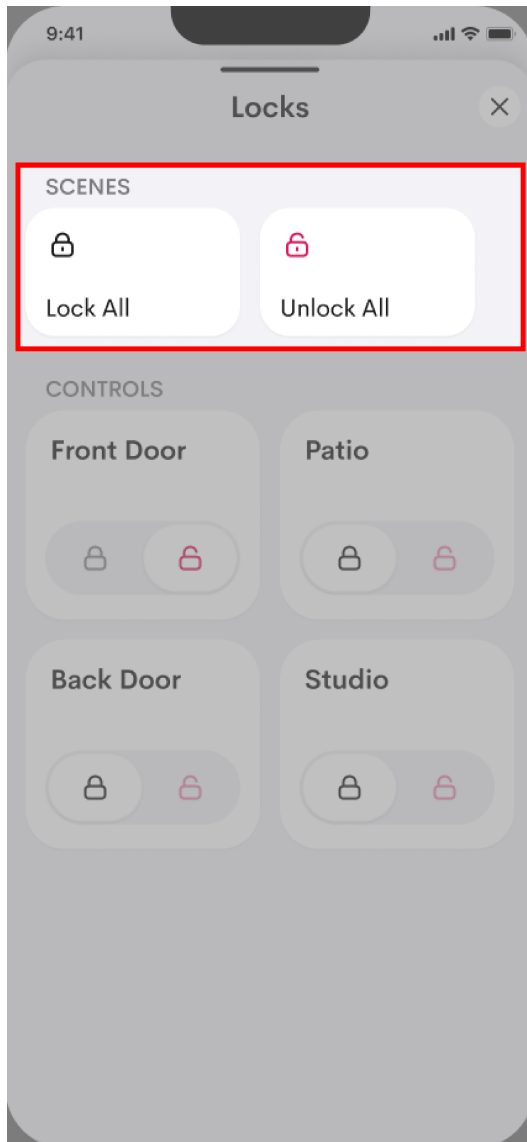 9:41
Locks
SCENES
Lock All
Unlock All
CONTROLS
Front Door
Patio
Back Door
Studio